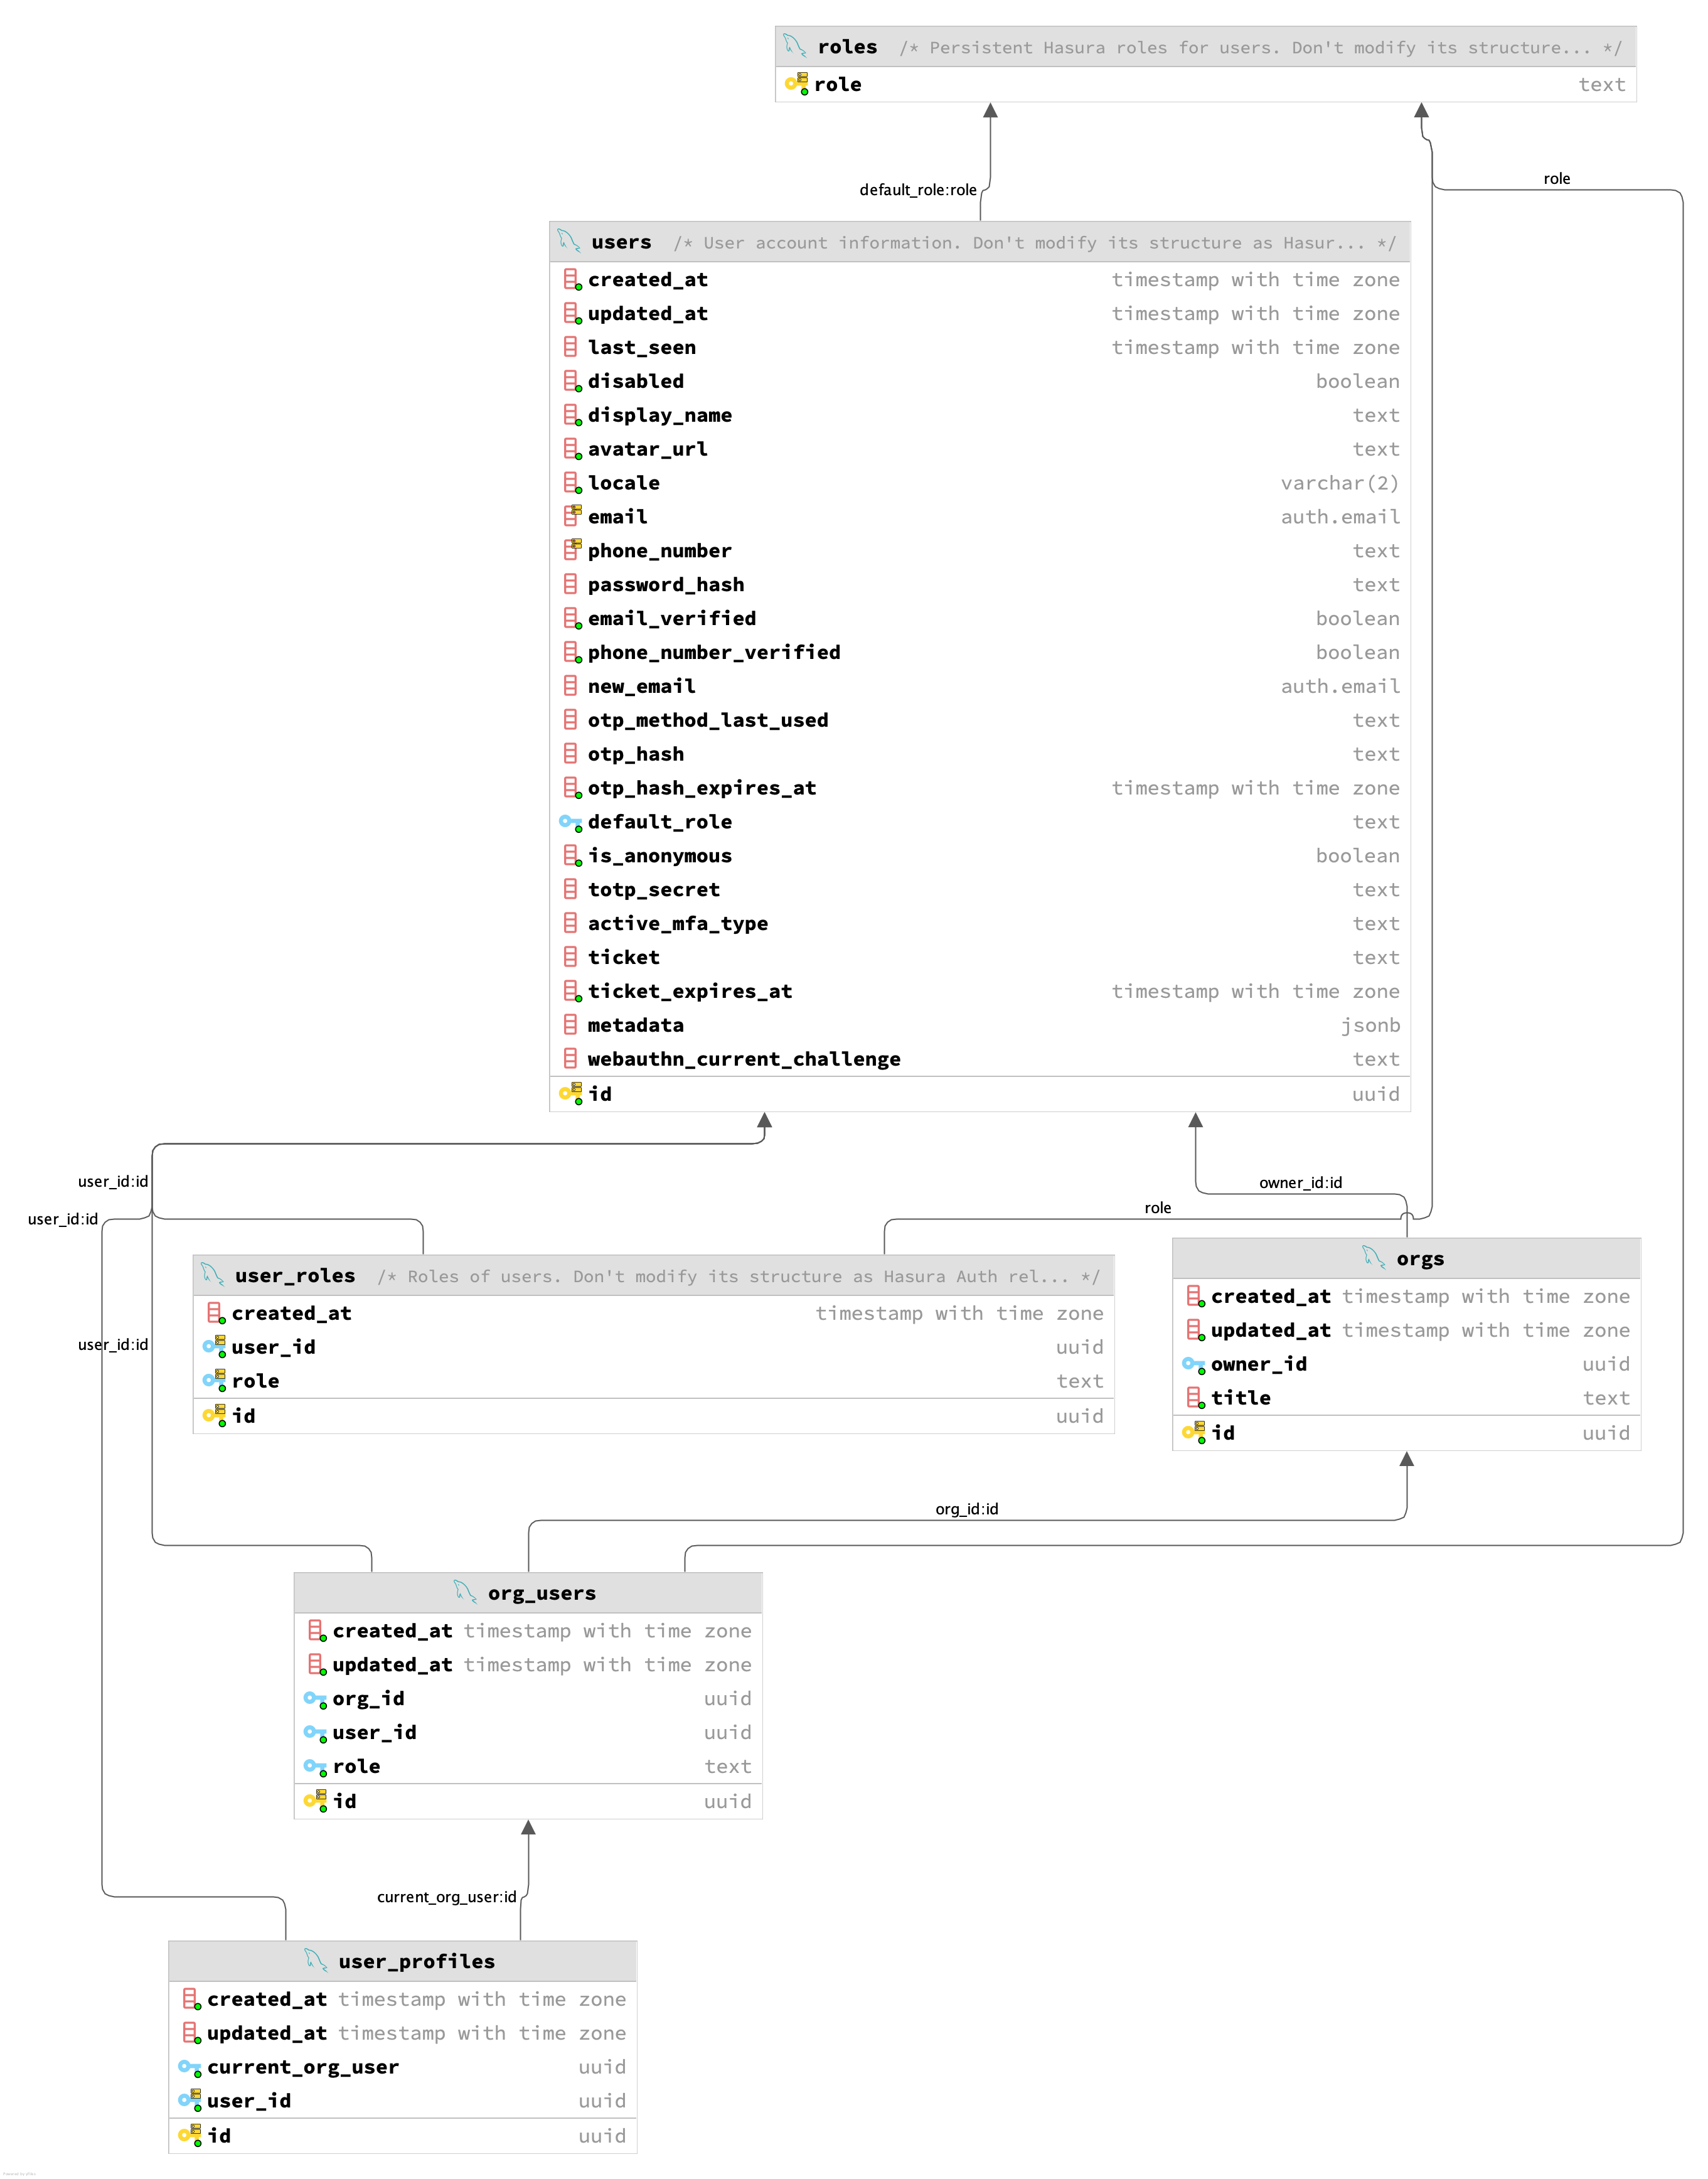 roles /* Persistent Hasura roles for users. Don't modify its structure... */
role text
default_role:role
role
users /* User account information. Don't modify its structure as Hasur... */
created_at timestamp with time zone
updated_at timestamp with time zone
last_seen timestamp with time zone
disabled boolean
display_name text
avatar_url text
locale varchar(2)
email auth.email
phone_number text
password_hash text
email_verified boolean
phone_number_verified boolean
new_email auth.email
otp_method_last_used text
otp_hash text
otp_hash_expires_at timestamp with time zone
default_role text
is_anonymous boolean
totp_secret text
active_mfa_type text
ticket text
ticket_expires_at timestamp with time zone
metadata jsonb
webauthn_current_challenge text
id uuid
user_id:id
owner_id:id
user_id:id
role
user_roles /* Roles of users. Don't modify its structure as Hasura Auth rel... */
created_at timestamp with time zone
user_id uuid
role text
id uuid
user_id:id
orgs
created_at timestamp with time zone
updated_at timestamp with time zone
owner_id uuid
title text
id uuid
org_id:id
org_users
created_at timestamp with time zone
updated_at timestamp with time zone
org_id uuid
user_id uuid
role text
id uuid
current_org_user:id
user_profiles
created_at timestamp with time zone
updated_at timestamp with time zone
current_org_user uuid
user_id uuid
id uuid